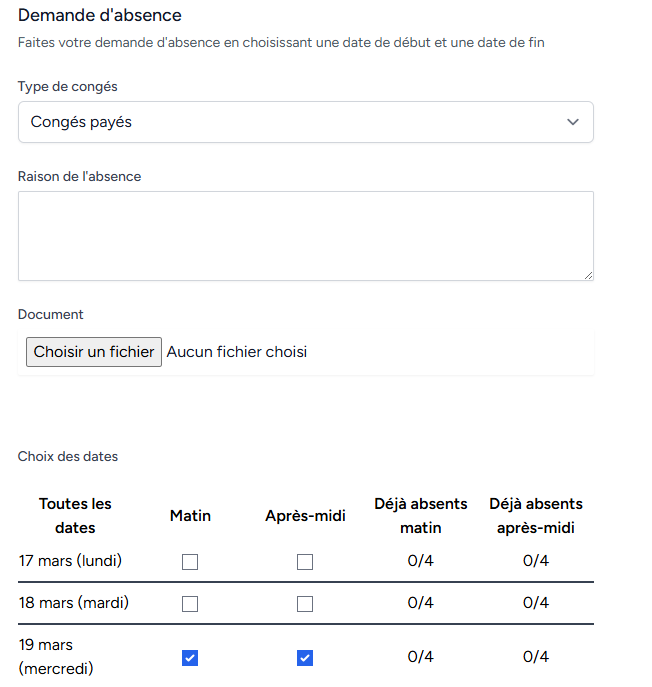 Demande d'absence
Faites votre demande d'absence en choisissant une date de début et une date de fin
Type de congés
Congés payés
Raison de l'absence
Document
Choisir un fichier Aucun fichier choisi
Choix des dates
Toutes les dates Matin Après-midi Déjà absents matin Déjà absents après-midi
17 mars (lundi) 0/4 0/4
18 mars (mardi) 0/4 0/4
19 mars (mercredi) 0/4 0/4